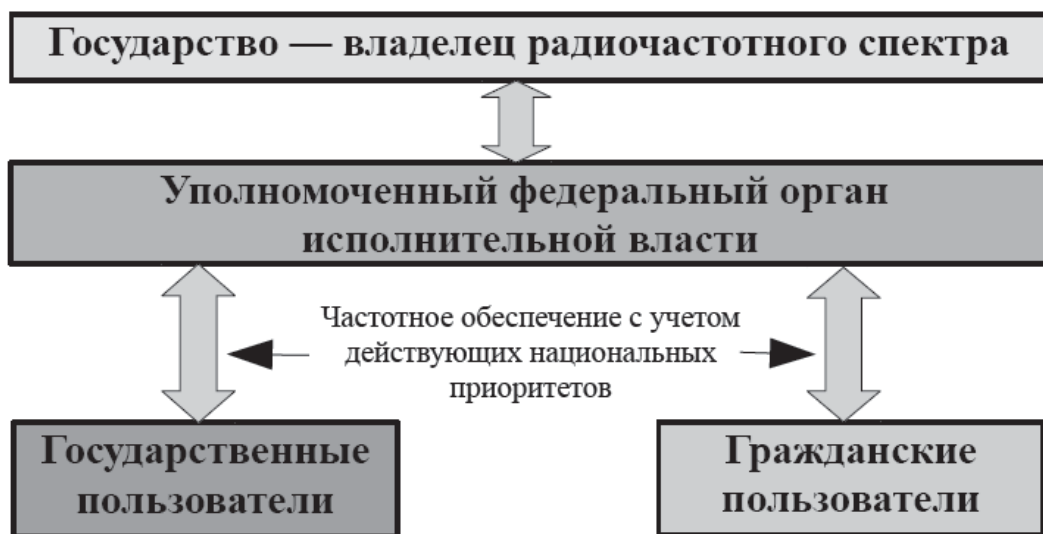 Государство — владелец радиочастотного спектра
Уполномоченный федеральный орган
исполнительной власти
Частотное обеспечение с учетом
действующих национальных
приоритетов
Государственные
пользователи
Гражданские
пользователи